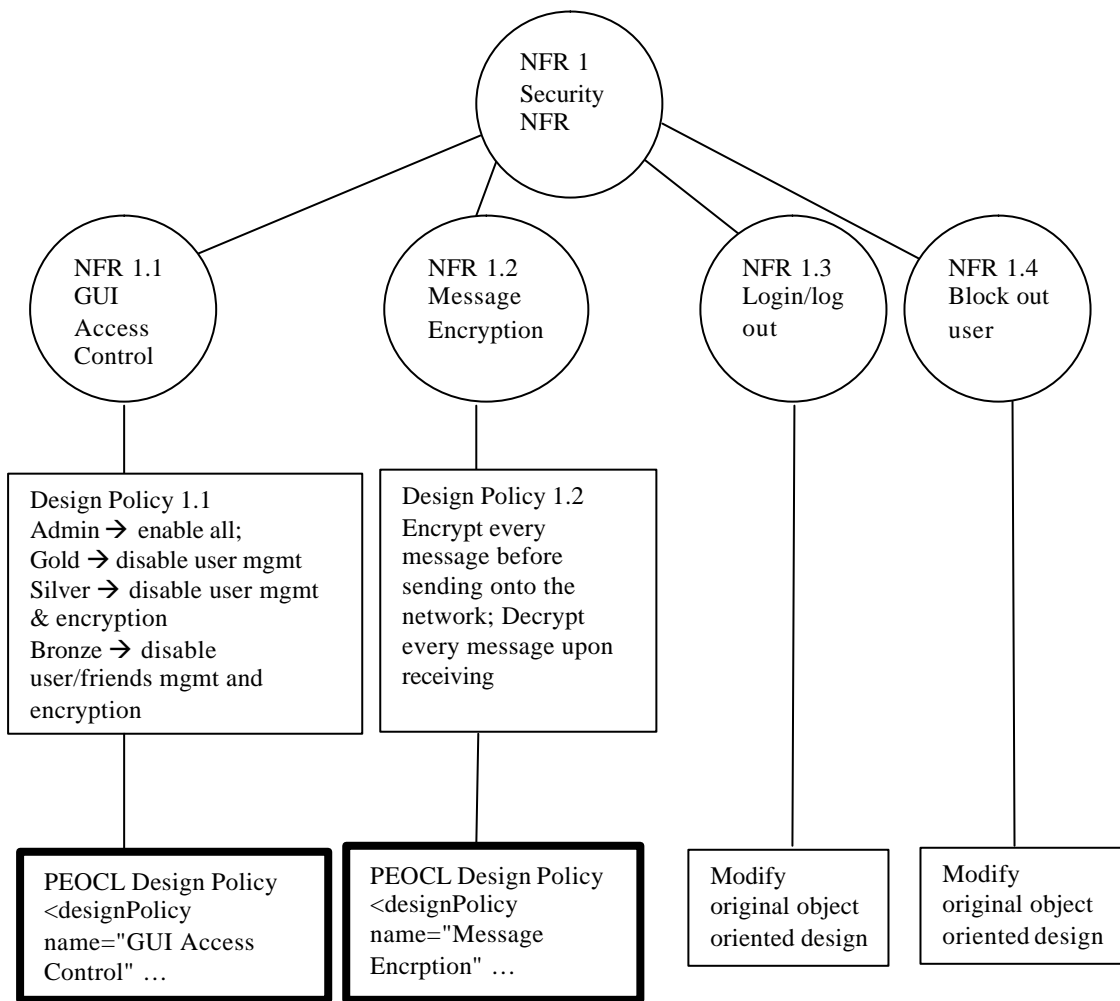 NFR 1
Security
NFR
NFR 1.1
GUI
Access
Control
NFR 1.2
Message
Encryption
NFR 1.3
Login/log
out
NFR 1.4
Block out
user
Design Policy 1.1
Admin → enable all;
Gold → disable user mgmt
Silver → disable user mgmt
& encryption
Bronze → disable
user/friends mgmt and
encryption
Design Policy 1.2
Encrypt every
message before
sending onto the
network; Decrypt
every message upon
receiving
PEOCL Design Policy
<designPolicy
name="GUI Access
Control" …
PEOCL Design Policy
<designPolicy
name="Message
Encrption" …
Modify
original object
oriented design
Modify
original object
oriented design